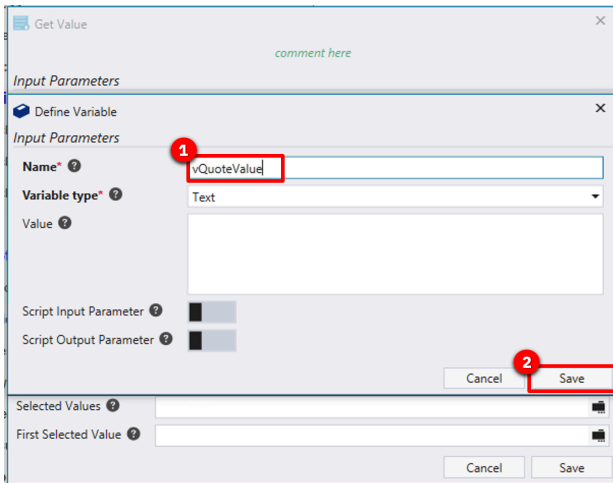 Get Value
comment here
Input Parameters
Define Variable
Input Parameters
1
Name* ?
vQuoteValue
Variable type* ?
Text
Value ?
Script Input Parameter ?
Script Output Parameter ?
2
Cancel
Save
Selected Values ?
First Selected Value ?
Cancel
Save